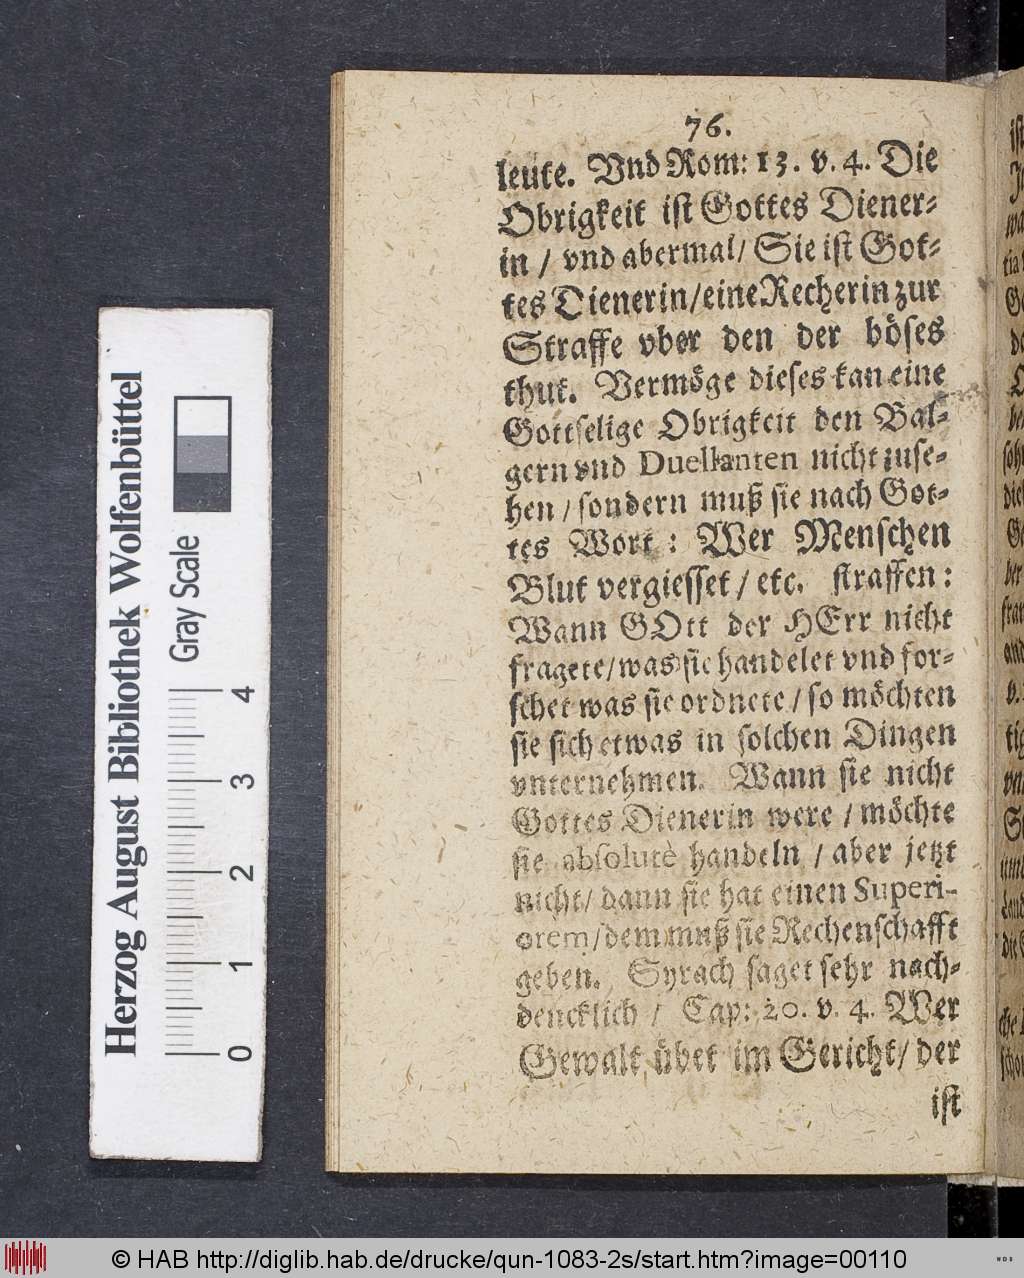 76.
leute. Vnd Rom: 13. v. 4. Die
Obrigkeit ist Gottes Diener-
in / vnd abermal / Sie ist Got-
tes Dienerin / eine Recherin zur
Straffe vber den der böses
thut. Vermöge dieses kan eine
Gottselige Obrigkeit den Bal-
gern vnd Duellanten nicht zuse-
hen / sondern muß sie nach Got-
tes Wort : Wer Menschen
Blut vergiesset / etc. straffen :
Wann GOtt der HErr nicht
fragete / was sie handelet vnd for-
schet was sie ordnete / so möchten
sie sich etwas in solchen Dingen
vnternehmen. Wann sie nicht
Gottes Dienerin were / möchte
sie absolutè handeln / aber jetzt
nicht / dann sie hat einen Superi-
orem / dem muß sie Rechenschafft
geben. Syrach saget sehr nach-
dencklich / Cap: 20. v. 4. Wer
Gewalt übet im Gericht / der
ist
Herzog August Bibliothek Wolfenbüttel
Gray Scale
0 1 2 3 4
© HAB http://diglib.hab.de/drucke/qun-1083-2s/start.htm?image=00110